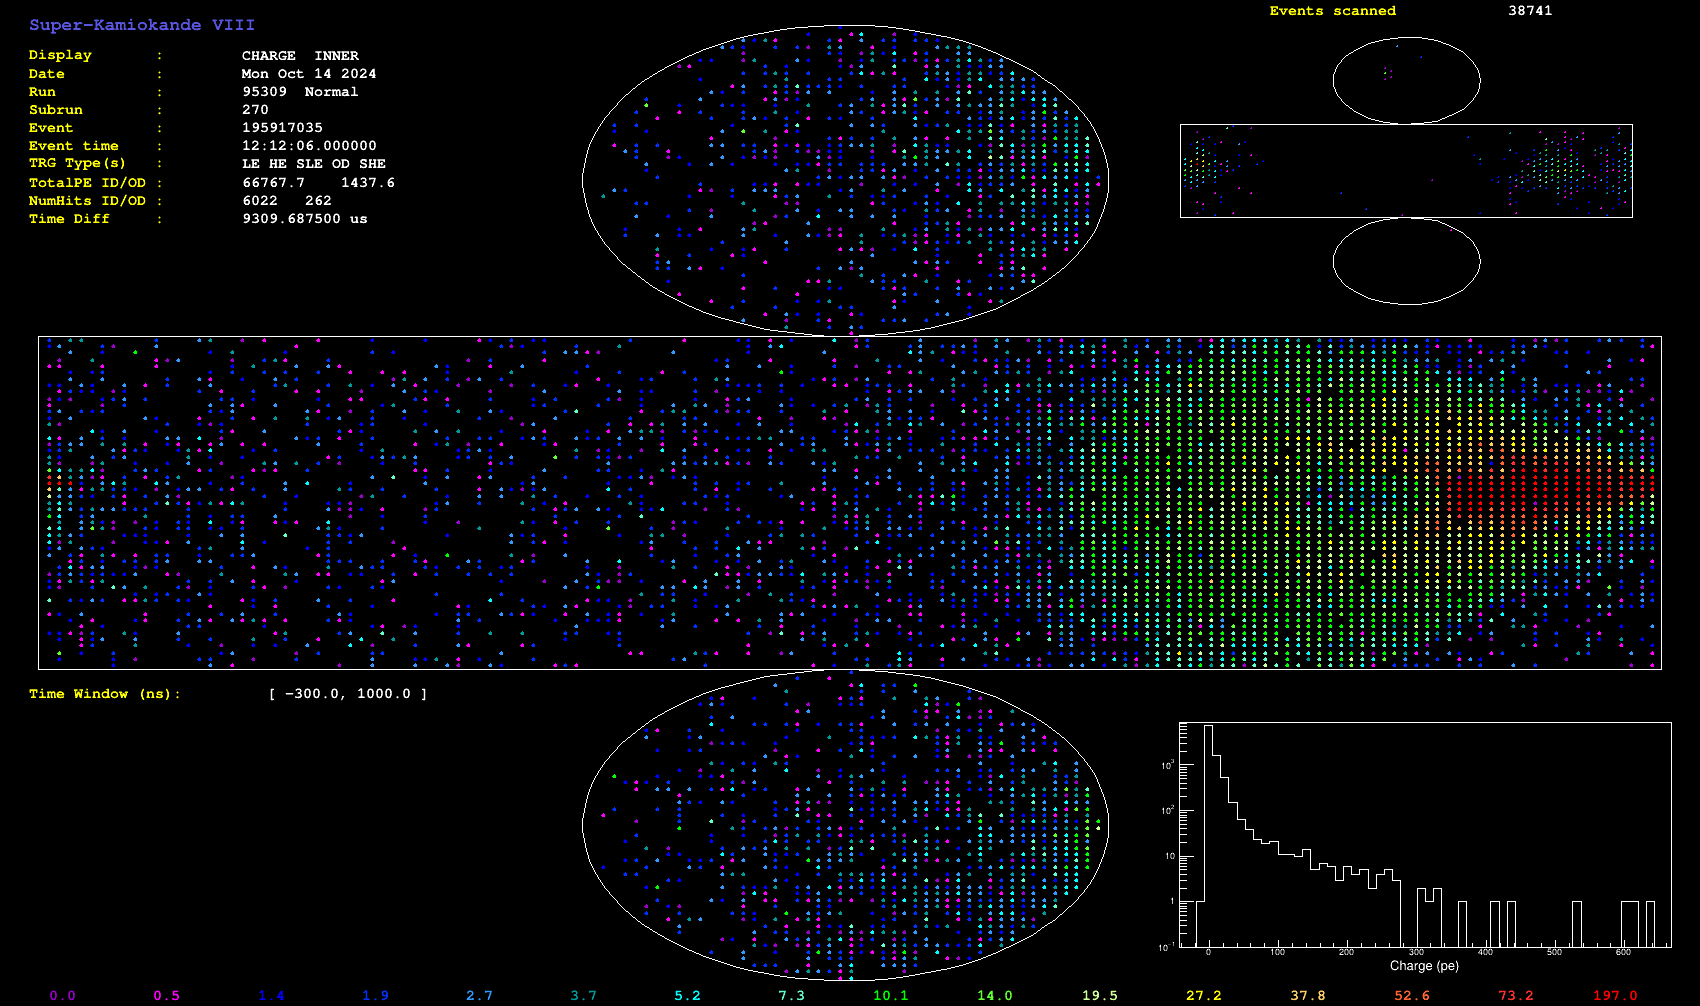 Super-Kamiokande VIII
Display : CHARGE INNER
Date : Mon Oct 14 2024
Run : 95309 Normal
Subrun : 270
Event : 195917035
Event time : 12:12:06.000000
TRG Type(s) : LE HE SLE OD SHE
TotalPE ID/OD : 66767.7 1437.6
NumHits ID/OD : 6022 262
Time Diff : 9309.687500 us
Events scanned 38741
Time Window (ns): [ -300.0, 1000.0 ]
10³
10²
10
1
10⁻¹
0 100 200 300 400 500 600
Charge (pe)
0.0 0.5 1.4 1.9 2.7 3.7 5.2 7.3 10.1 14.0 19.5 27.2 37.8 52.6 73.2 197.0